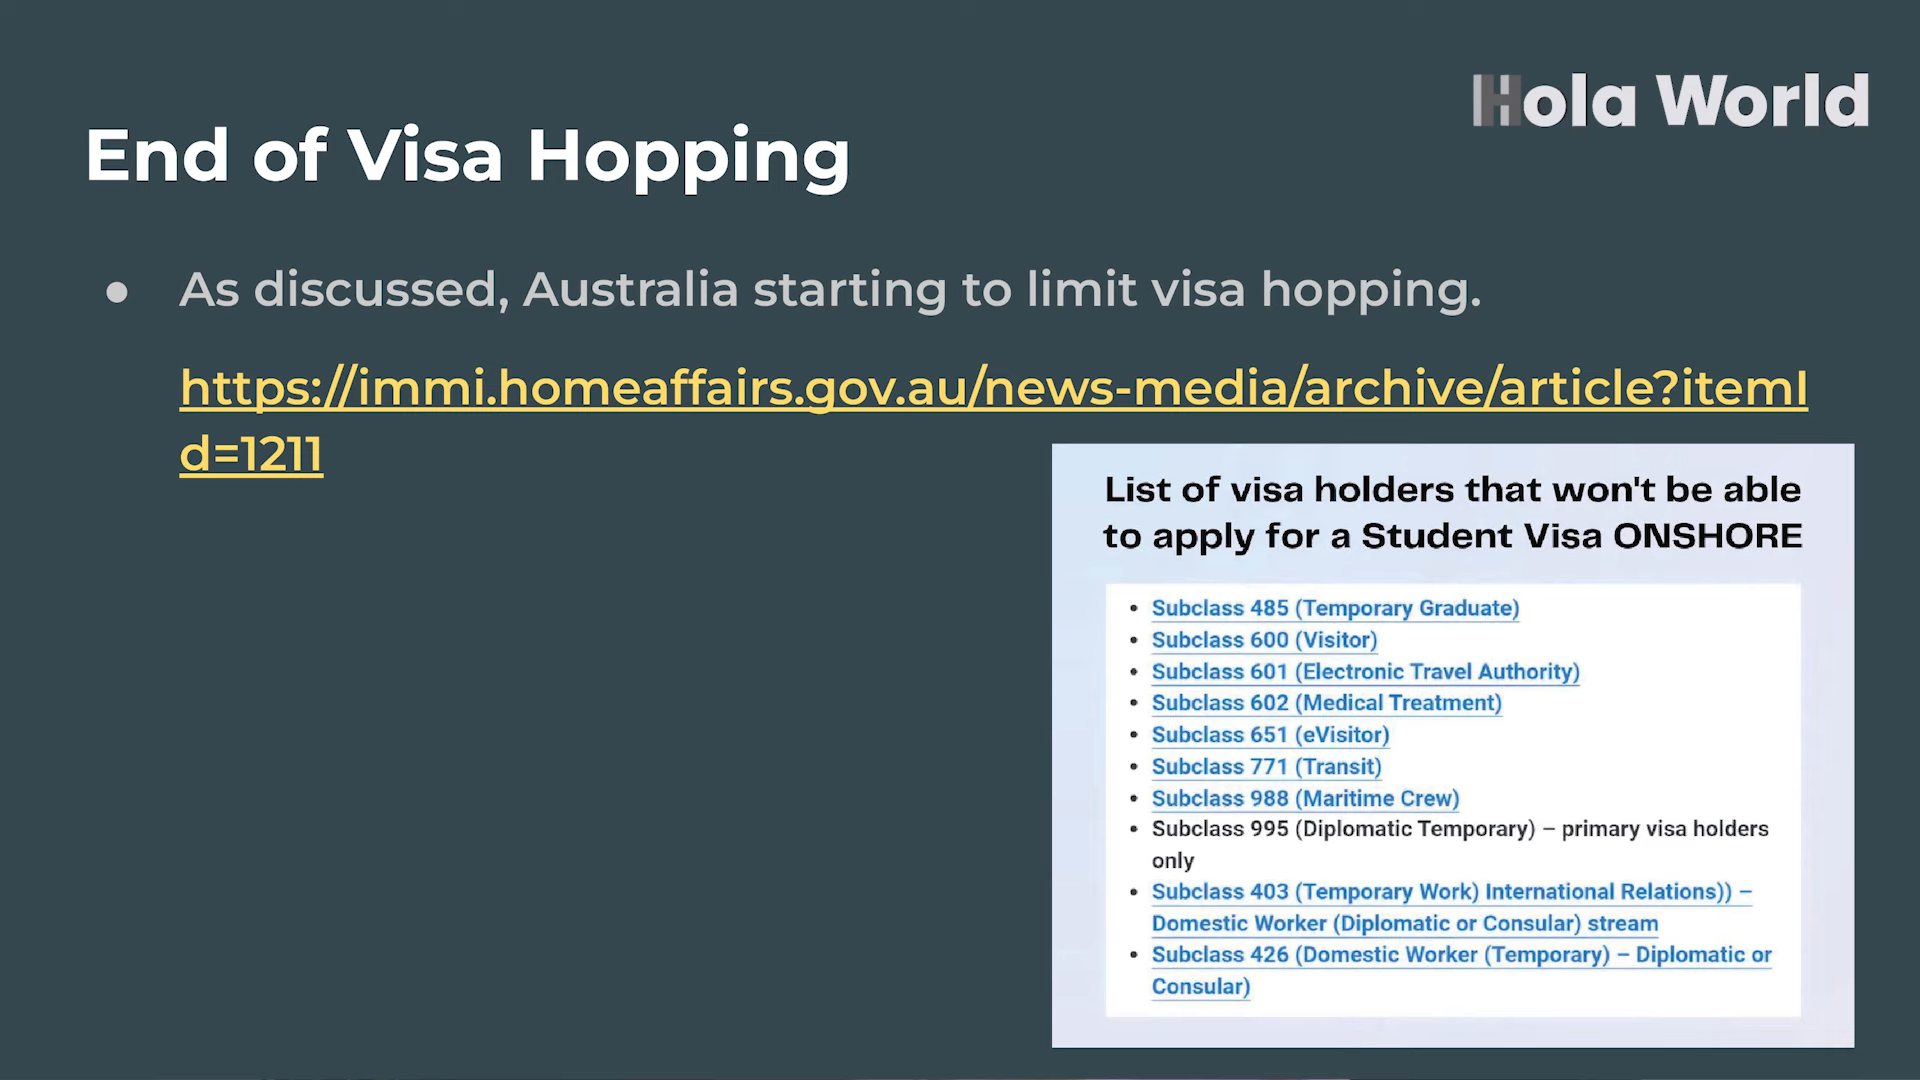 Hola World
End of Visa Hopping
● As discussed, Australia starting to limit visa hopping.
https://immi.homeaffairs.gov.au/news-media/archive/article?itemI
d=1211
List of visa holders that won't be able
to apply for a Student Visa ONSHORE
• Subclass 485 (Temporary Graduate)
• Subclass 600 (Visitor)
• Subclass 601 (Electronic Travel Authority)
• Subclass 602 (Medical Treatment)
• Subclass 651 (eVisitor)
• Subclass 771 (Transit)
• Subclass 988 (Maritime Crew)
• Subclass 995 (Diplomatic Temporary) – primary visa holders
only
• Subclass 403 (Temporary Work) International Relations)) –
Domestic Worker (Diplomatic or Consular) stream
• Subclass 426 (Domestic Worker (Temporary) – Diplomatic or
Consular)